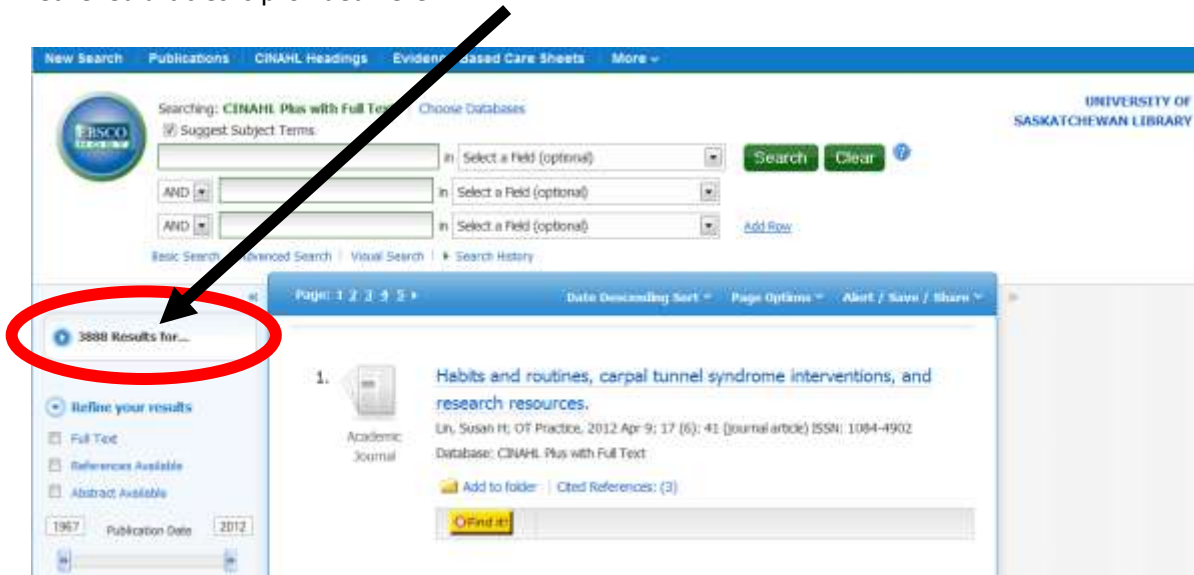 New Search Publications CINAHL Headings Evidence Based Care Sheets More
Searching: CINAHL Plus with Full Text Choose Databases
UNIVERSITY OF
SASKATCHEWAN LIBRARY
EBSCO
HOST
Suggest Subject Terms
in Select a Field (optional) Search Clear ?
AND in Select a Field (optional)
AND in Select a Field (optional) Add Row
Basic Search Advanced Search Visual Search Search History
Page: 1 2 3 4 5 Date Descending Sort Page Options Alert / Save / Share
3888 Results for...
1. Habits and routines, carpal tunnel syndrome interventions, and
research resources.
Refine your results
Lin, Susan H; OT Practice, 2012 Apr 9; 17 (6): 41 (journal article) ISSN: 1084-4902
Full Text
Academic
Journal
Database: CINAHL Plus with Full Text
References Available
Add to folder Cited References: (3)
Abstract Available
Find it!
1967 Publication Date 2012